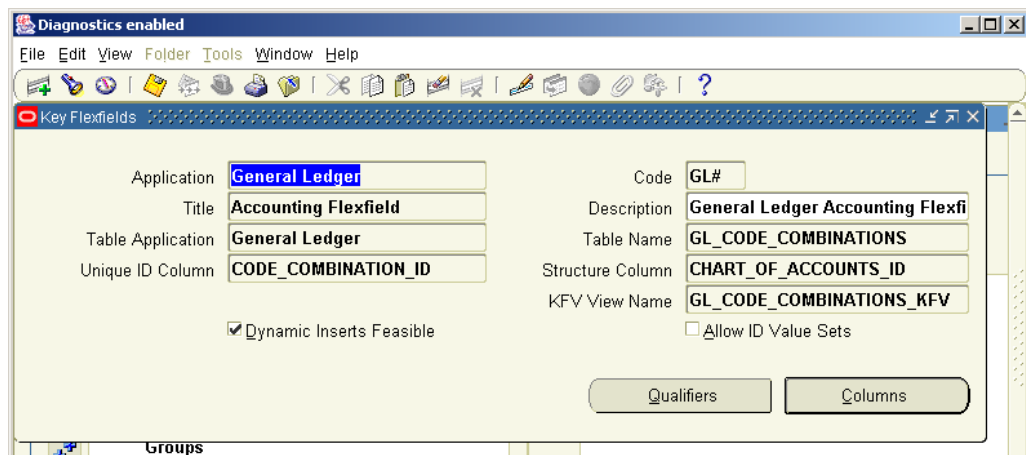 Diagnostics enabled
File Edit View Folder Tools Window Help
Key Flexfields
Application General Ledger Code GL#
Title Accounting Flexfield Description General Ledger Accounting Flexfi
Table Application General Ledger Table Name GL_CODE_COMBINATIONS
Unique ID Column CODE_COMBINATION_ID Structure Column CHART_OF_ACCOUNTS_ID
KFV View Name GL_CODE_COMBINATIONS_KFV
Dynamic Inserts Feasible Allow ID Value Sets
Qualifiers Columns
Groups